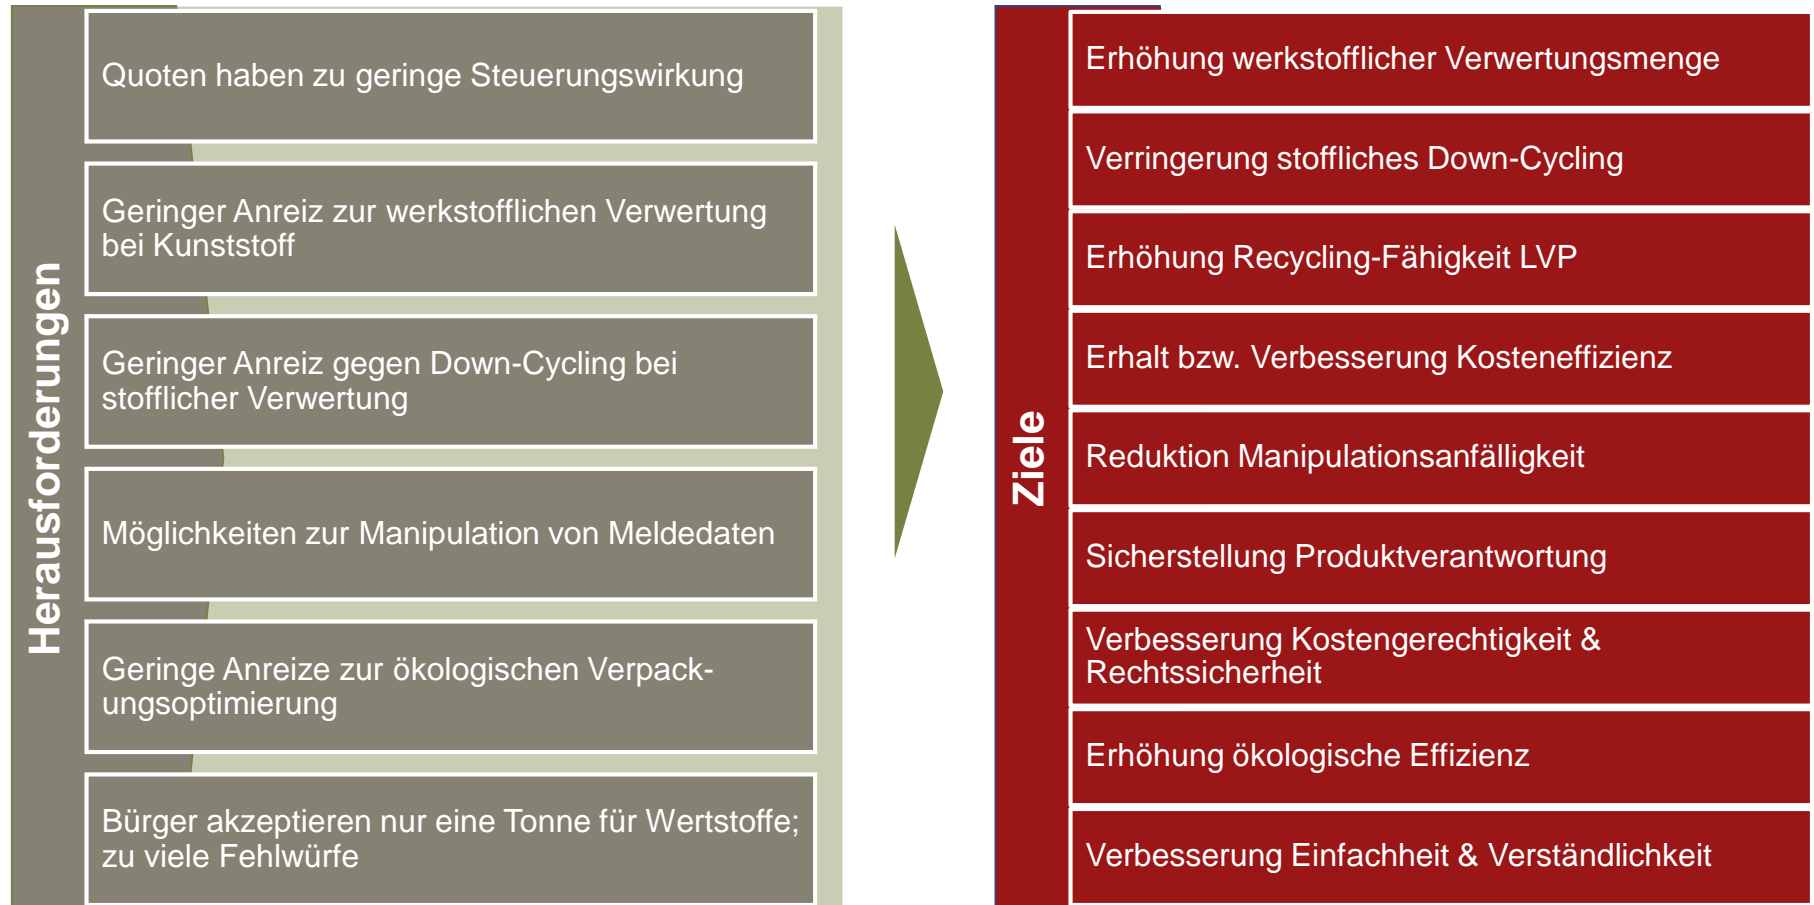 Herausforderungen
Quoten haben zu geringe Steuerungswirkung
Geringer Anreiz zur werkstofflichen Verwertung
bei Kunststoff
Geringer Anreiz gegen Down-Cycling bei
stofflicher Verwertung
Möglichkeiten zur Manipulation von Meldedaten
Geringe Anreize zur ökologischen Verpack-
ungsoptimierung
Bürger akzeptieren nur eine Tonne für Wertstoffe;
zu viele Fehlwürfe
Ziele
Erhöhung werkstofflicher Verwertungsmenge
Verringerung stoffliches Down-Cycling
Erhöhung Recycling-Fähigkeit LVP
Erhalt bzw. Verbesserung Kosteneffizienz
Reduktion Manipulationsanfälligkeit
Sicherstellung Produktverantwortung
Verbesserung Kostengerechtigkeit &
Rechtssicherheit
Erhöhung ökologische Effizienz
Verbesserung Einfachheit & Verständlichkeit